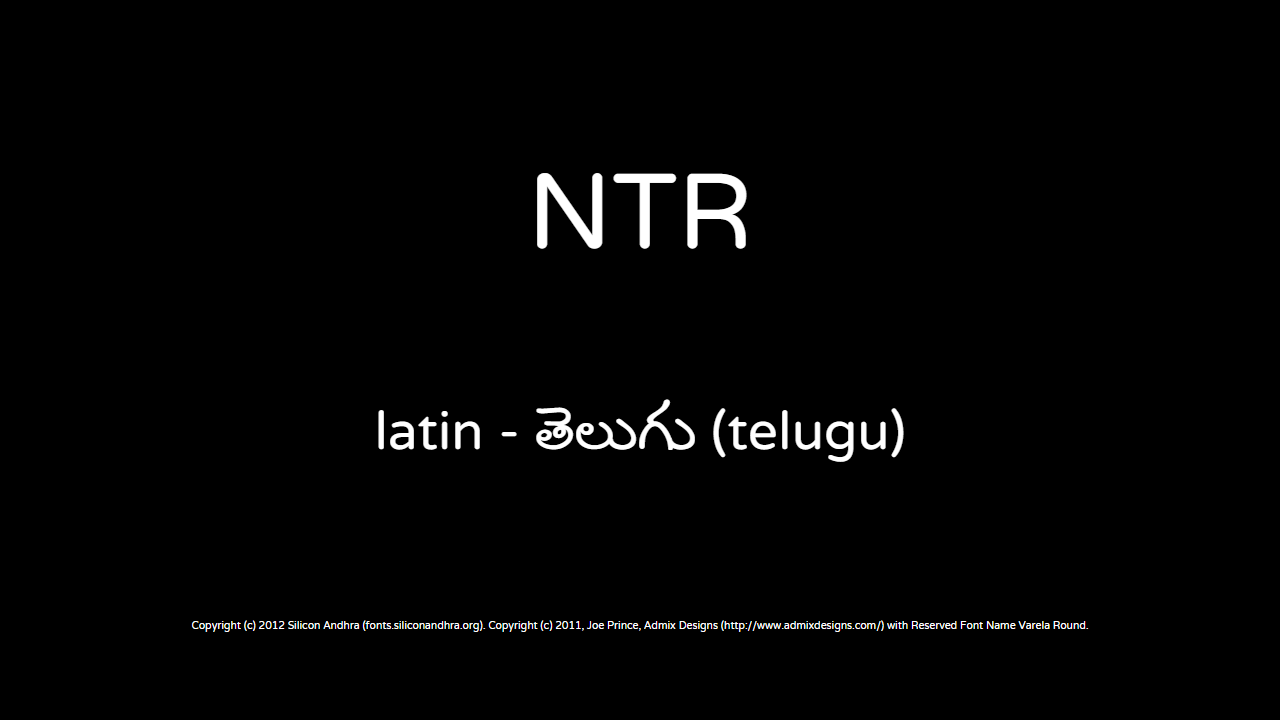 NTR
latin - తెలుగు (telugu)
Copyright (c) 2012 Silicon Andhra (fonts.siliconandhra.org). Copyright (c) 2011, Joe Prince, Admix Designs (http://www.admixdesigns.com/) with Reserved Font Name Varela Round.